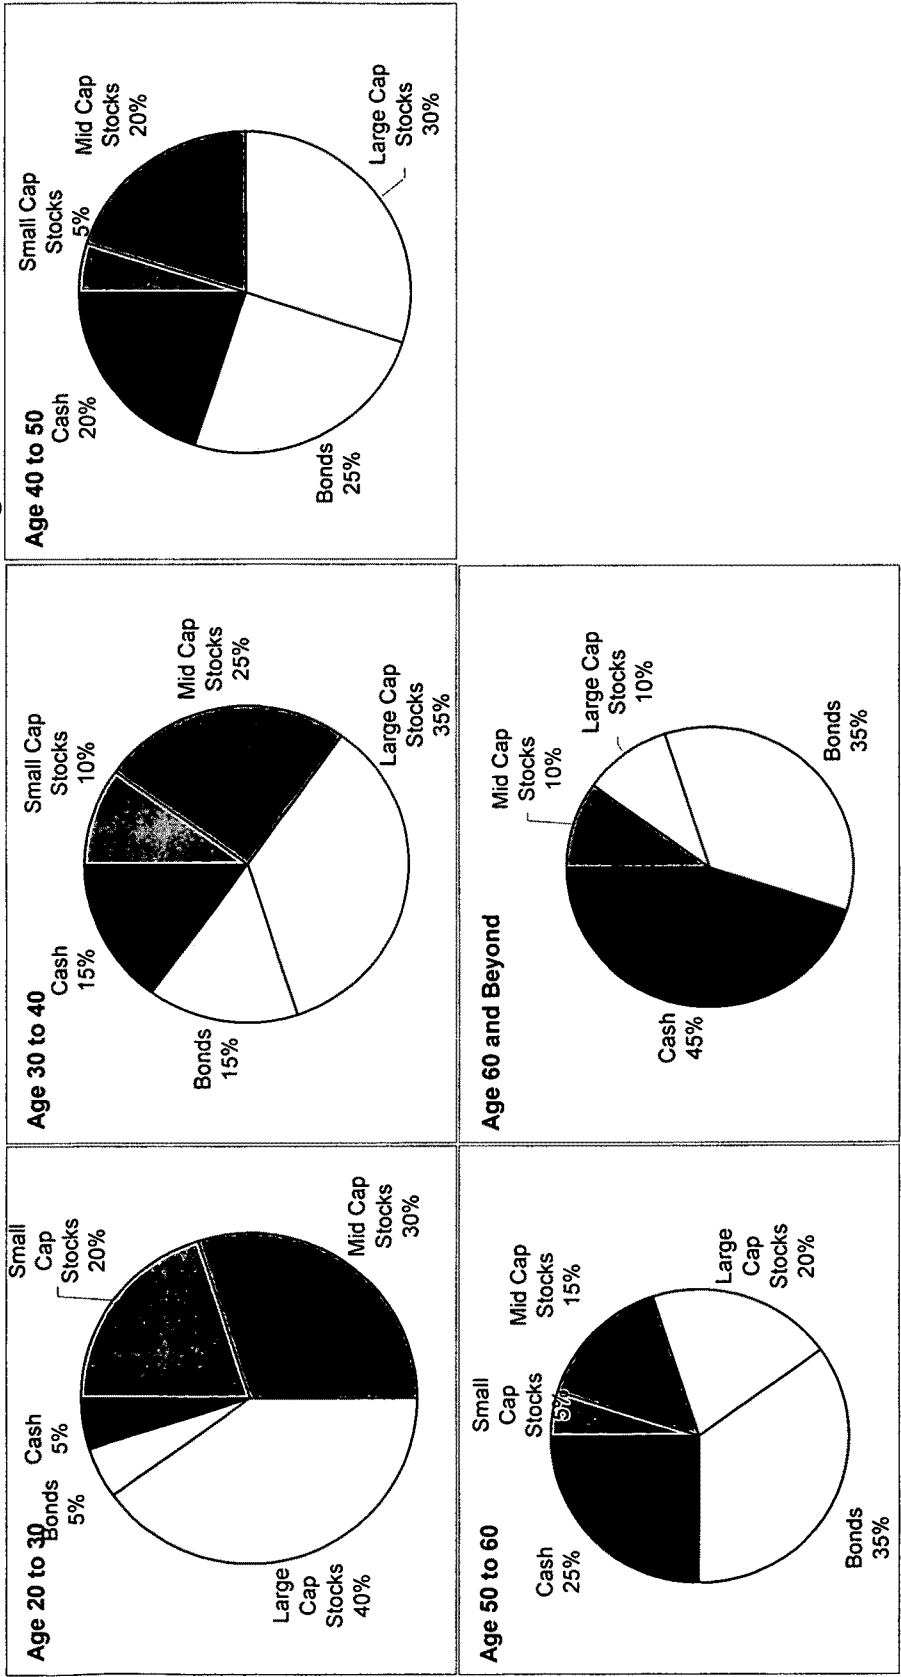 Age 20 to 30
Small
Cap
Stocks
20%
Mid Cap
Stocks
30%
Large
Cap
Stocks
40%
Bonds
5%
Cash
5%
Age 30 to 40
Small Cap
Stocks
10%
Mid Cap
Stocks
25%
Large Cap
Stocks
35%
Bonds
15%
Cash
15%
Age 40 to 50
Small Cap
Stocks
5%
Mid Cap
Stocks
20%
Large Cap
Stocks
30%
Bonds
25%
Cash
20%
Age 50 to 60
Small
Cap
Stocks
5%
Mid Cap
Stocks
15%
Large
Cap
Stocks
20%
Bonds
35%
Cash
25%
Age 60 and Beyond
Mid Cap
Stocks
10%
Large Cap
Stocks
10%
Bonds
35%
Cash
45%